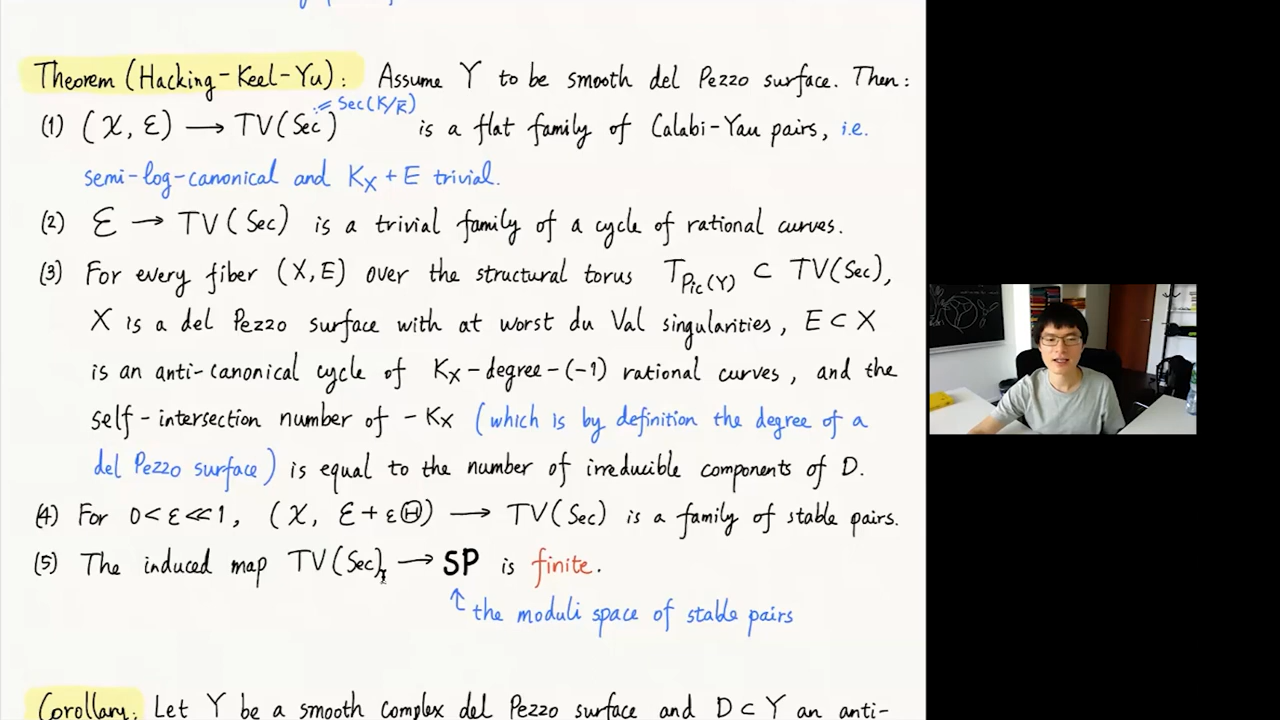 Theorem (Hacking-Keel-Yu): Assume Y to be smooth del Pezzo surface. Then:
:= Sec(K/K̄)
(1) (X, Ɛ) → TV(Sec) is a flat family of Calabi-Yau pairs, i.e.
semi-log-canonical and K_X + E trivial.
(2) Ɛ → TV(Sec) is a trivial family of a cycle of rational curves.
(3) For every fiber (X, E) over the structural torus T_Pic(Y) ⊂ TV(Sec),
X is a del Pezzo surface with at worst du Val singularities, E ⊂ X
is an anti-canonical cycle of K_X-degree-(-1) rational curves, and the
self-intersection number of -K_X (which is by definition the degree of a
del Pezzo surface) is equal to the number of irreducible components of D.
(4) For 0<ε≪1, (X, Ɛ+εΘ) → TV(Sec) is a family of stable pairs.
(5) The induced map TV(Sec) → SP is finite.
↑ the moduli space of stable pairs
Corollary: Let Y be a smooth complex del Pezzo surface and D ⊂ Y an anti-